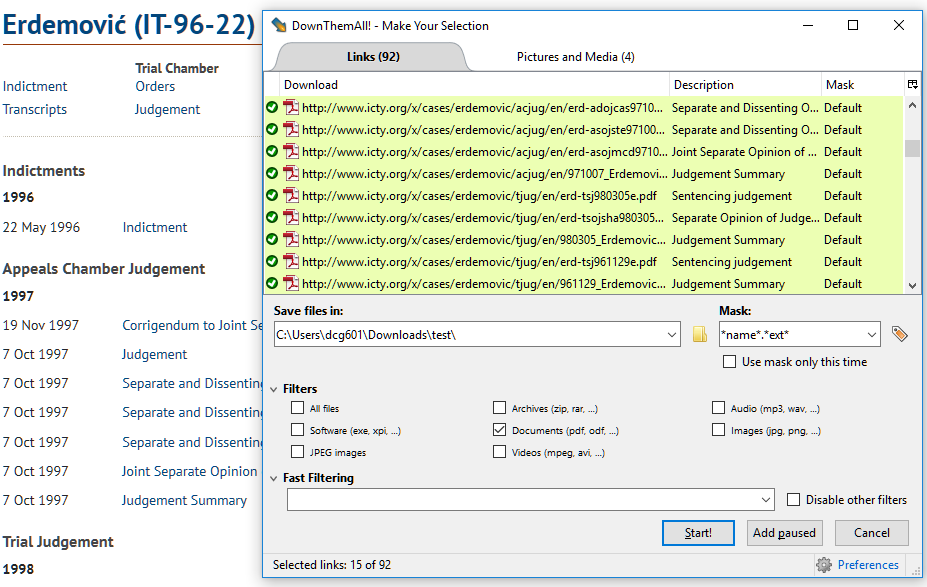 Erdemović (IT-96-22)
Trial Chamber
Indictment
Orders
Transcripts
Judgement
Indictments
1996
22 May 1996
Indictment
Appeals Chamber Judgement
1997
19 Nov 1997
Corrigendum to Joint Se
7 Oct 1997
Judgement
7 Oct 1997
Separate and Dissenting
7 Oct 1997
Separate and Dissenting
7 Oct 1997
Separate and Dissenting
7 Oct 1997
Joint Separate Opinion
7 Oct 1997
Judgement Summary
Trial Judgement
1998
DownThemAll! - Make Your Selection
Links (92)
Pictures and Media (4)
Download
Description
Mask
http://www.icty.org/x/cases/erdemovic/acjug/en/erd-adojcas9710...
Separate and Dissenting O...
Default
http://www.icty.org/x/cases/erdemovic/acjug/en/erd-asojste97100...
Separate and Dissenting O...
Default
http://www.icty.org/x/cases/erdemovic/acjug/en/erd-asojmcd9710...
Joint Separate Opinion of ...
Default
http://www.icty.org/x/cases/erdemovic/acjug/en/971007_Erdemovi...
Judgement Summary
Default
http://www.icty.org/x/cases/erdemovic/tjug/en/erd-tsj980305e.pdf
Sentencing judgement
Default
http://www.icty.org/x/cases/erdemovic/tjug/en/erd-tsojsha980305...
Separate Opinion of Judge...
Default
http://www.icty.org/x/cases/erdemovic/tjug/en/980305_Erdemovic...
Judgement Summary
Default
http://www.icty.org/x/cases/erdemovic/tjug/en/erd-tsj961129e.pdf
Sentencing judgement
Default
http://www.icty.org/x/cases/erdemovic/tjug/en/961129_Erdemovic...
Judgement Summary
Default
Save files in:
Mask:
C:\Users\dcg601\Downloads\test\
*name*.*ext*
Use mask only this time
Filters
All files
Archives (zip, rar, ...)
Audio (mp3, wav, ...)
Software (exe, xpi, ...)
Documents (pdf, odf, ...)
Images (jpg, png, ...)
JPEG images
Videos (mpeg, avi, ...)
Fast Filtering
Disable other filters
Start!
Add paused
Cancel
Selected links: 15 of 92
Preferences